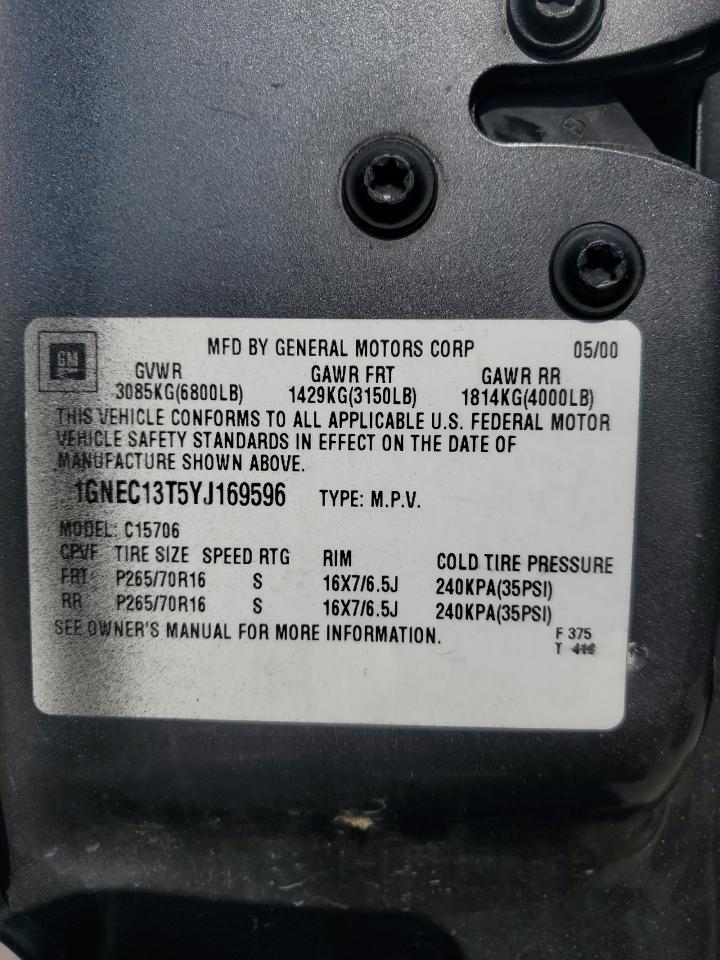 MFD BY GENERAL MOTORS CORP 05/00
GM
GVWR GAWR FRT GAWR RR
3085KG(6800LB) 1429KG(3150LB) 1814KG(4000LB)
THIS VEHICLE CONFORMS TO ALL APPLICABLE U.S. FEDERAL MOTOR
VEHICLE SAFETY STANDARDS IN EFFECT ON THE DATE OF
MANUFACTURE SHOWN ABOVE.
1GNEC13T5YJ169596 TYPE: M.P.V.
MODEL: C15706
CPVF TIRE SIZE SPEED RTG RIM COLD TIRE PRESSURE
FRT P265/70R16 S 16X7/6.5J 240KPA(35PSI)
RR P265/70R16 S 16X7/6.5J 240KPA(35PSI)
SEE OWNER'S MANUAL FOR MORE INFORMATION.
F 375
T